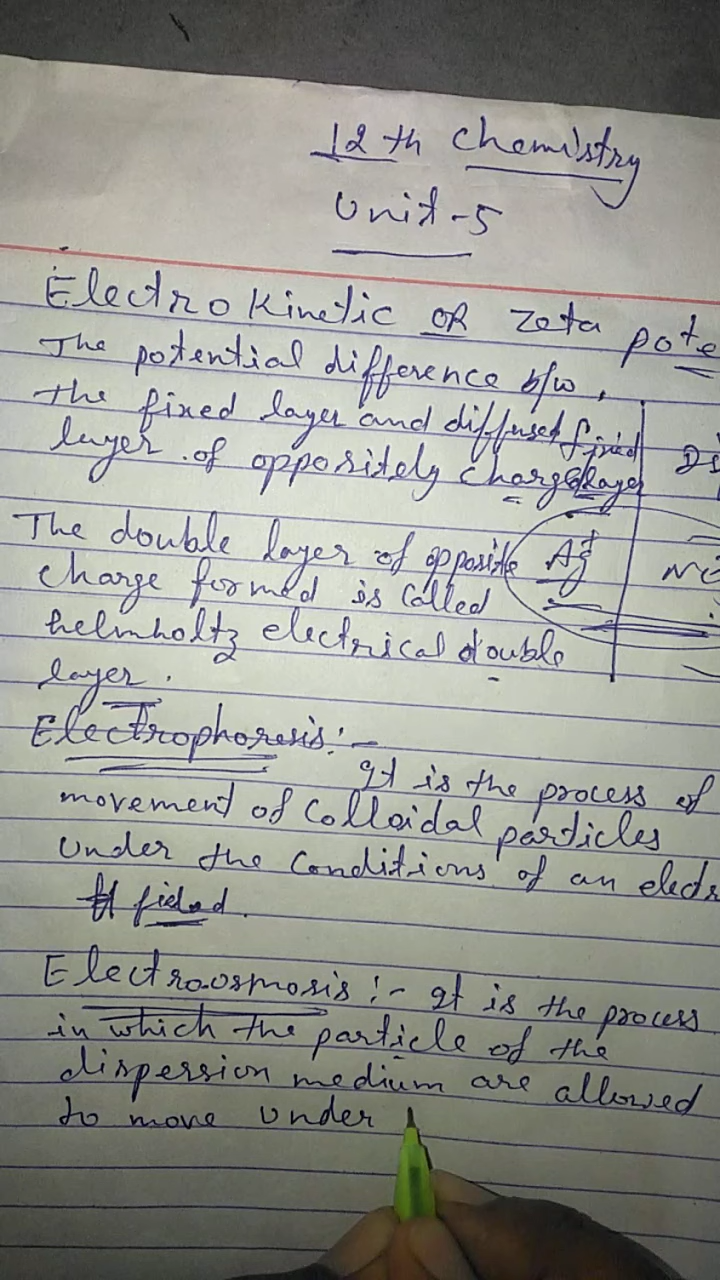 12th Chemistry
Unit-5
Electrokinetic OR Zeta pote
The potential difference b/w
the fixed layer and diffused fixed
layer of oppositely charged layer
The double layer of opposite
charge formed is called
helmholtz electrical double
layer.
Electrophoresis:-
It is the process of
movement of colloidal particles
under the conditions of an elect
field.
Electroosmosis:- It is the process
in which the particle of the
dispersion medium are allowed
to move under